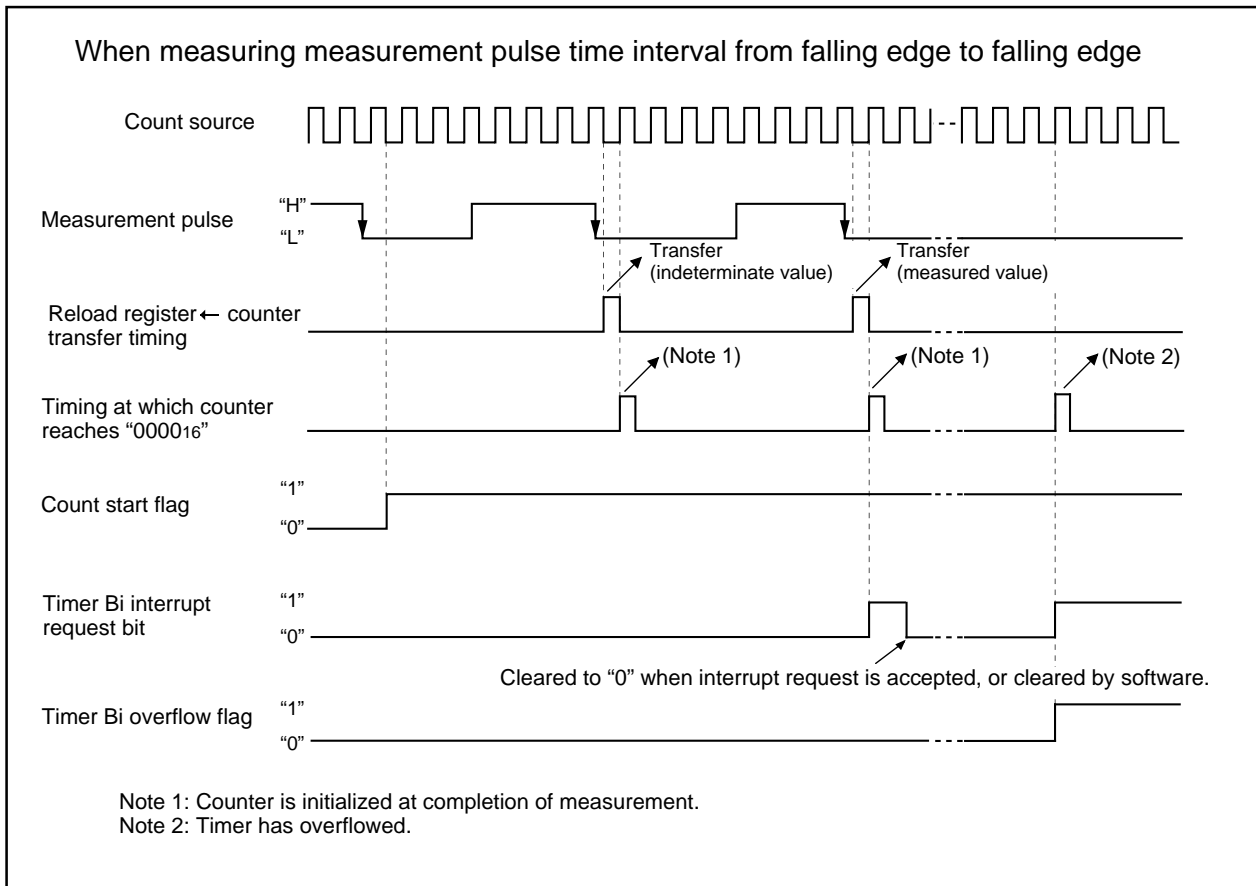 When measuring measurement pulse time interval from falling edge to falling edge
Count source
Measurement pulse
“H”
“L”
Transfer
(indeterminate value)
Transfer
(measured value)
Reload register ← counter
transfer timing
(Note 1)
(Note 1)
(Note 2)
Timing at which counter
reaches “000016”
Count start flag
“1”
“0”
Timer Bi interrupt
request bit
“1”
“0”
Cleared to “0” when interrupt request is accepted, or cleared by software.
Timer Bi overflow flag
“1”
“0”
Note 1: Counter is initialized at completion of measurement.
Note 2: Timer has overflowed.